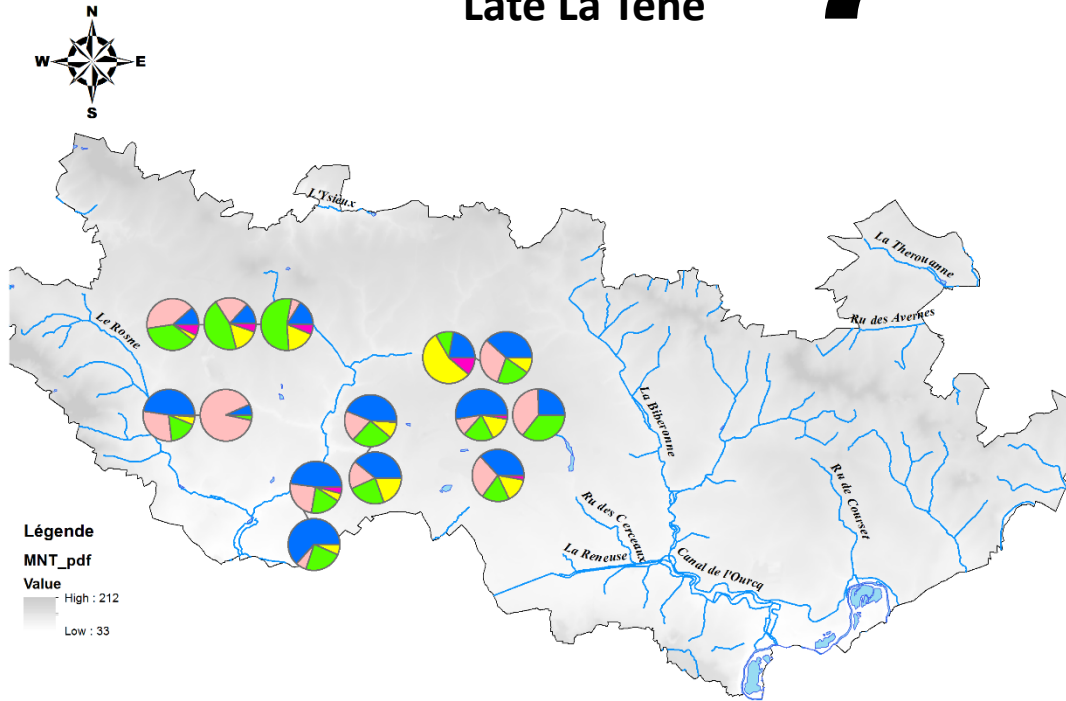 Late La Tène
N
W E
S
L'Ysieux
La Therouanne
Ru des Avernes
Le Rosne
La Biberonne
Ru de Courset
Ru des Cerceaux
La Reneuse
Canal de l'Ourcq
Légende
MNT_pdf
Value
High : 212
Low : 33